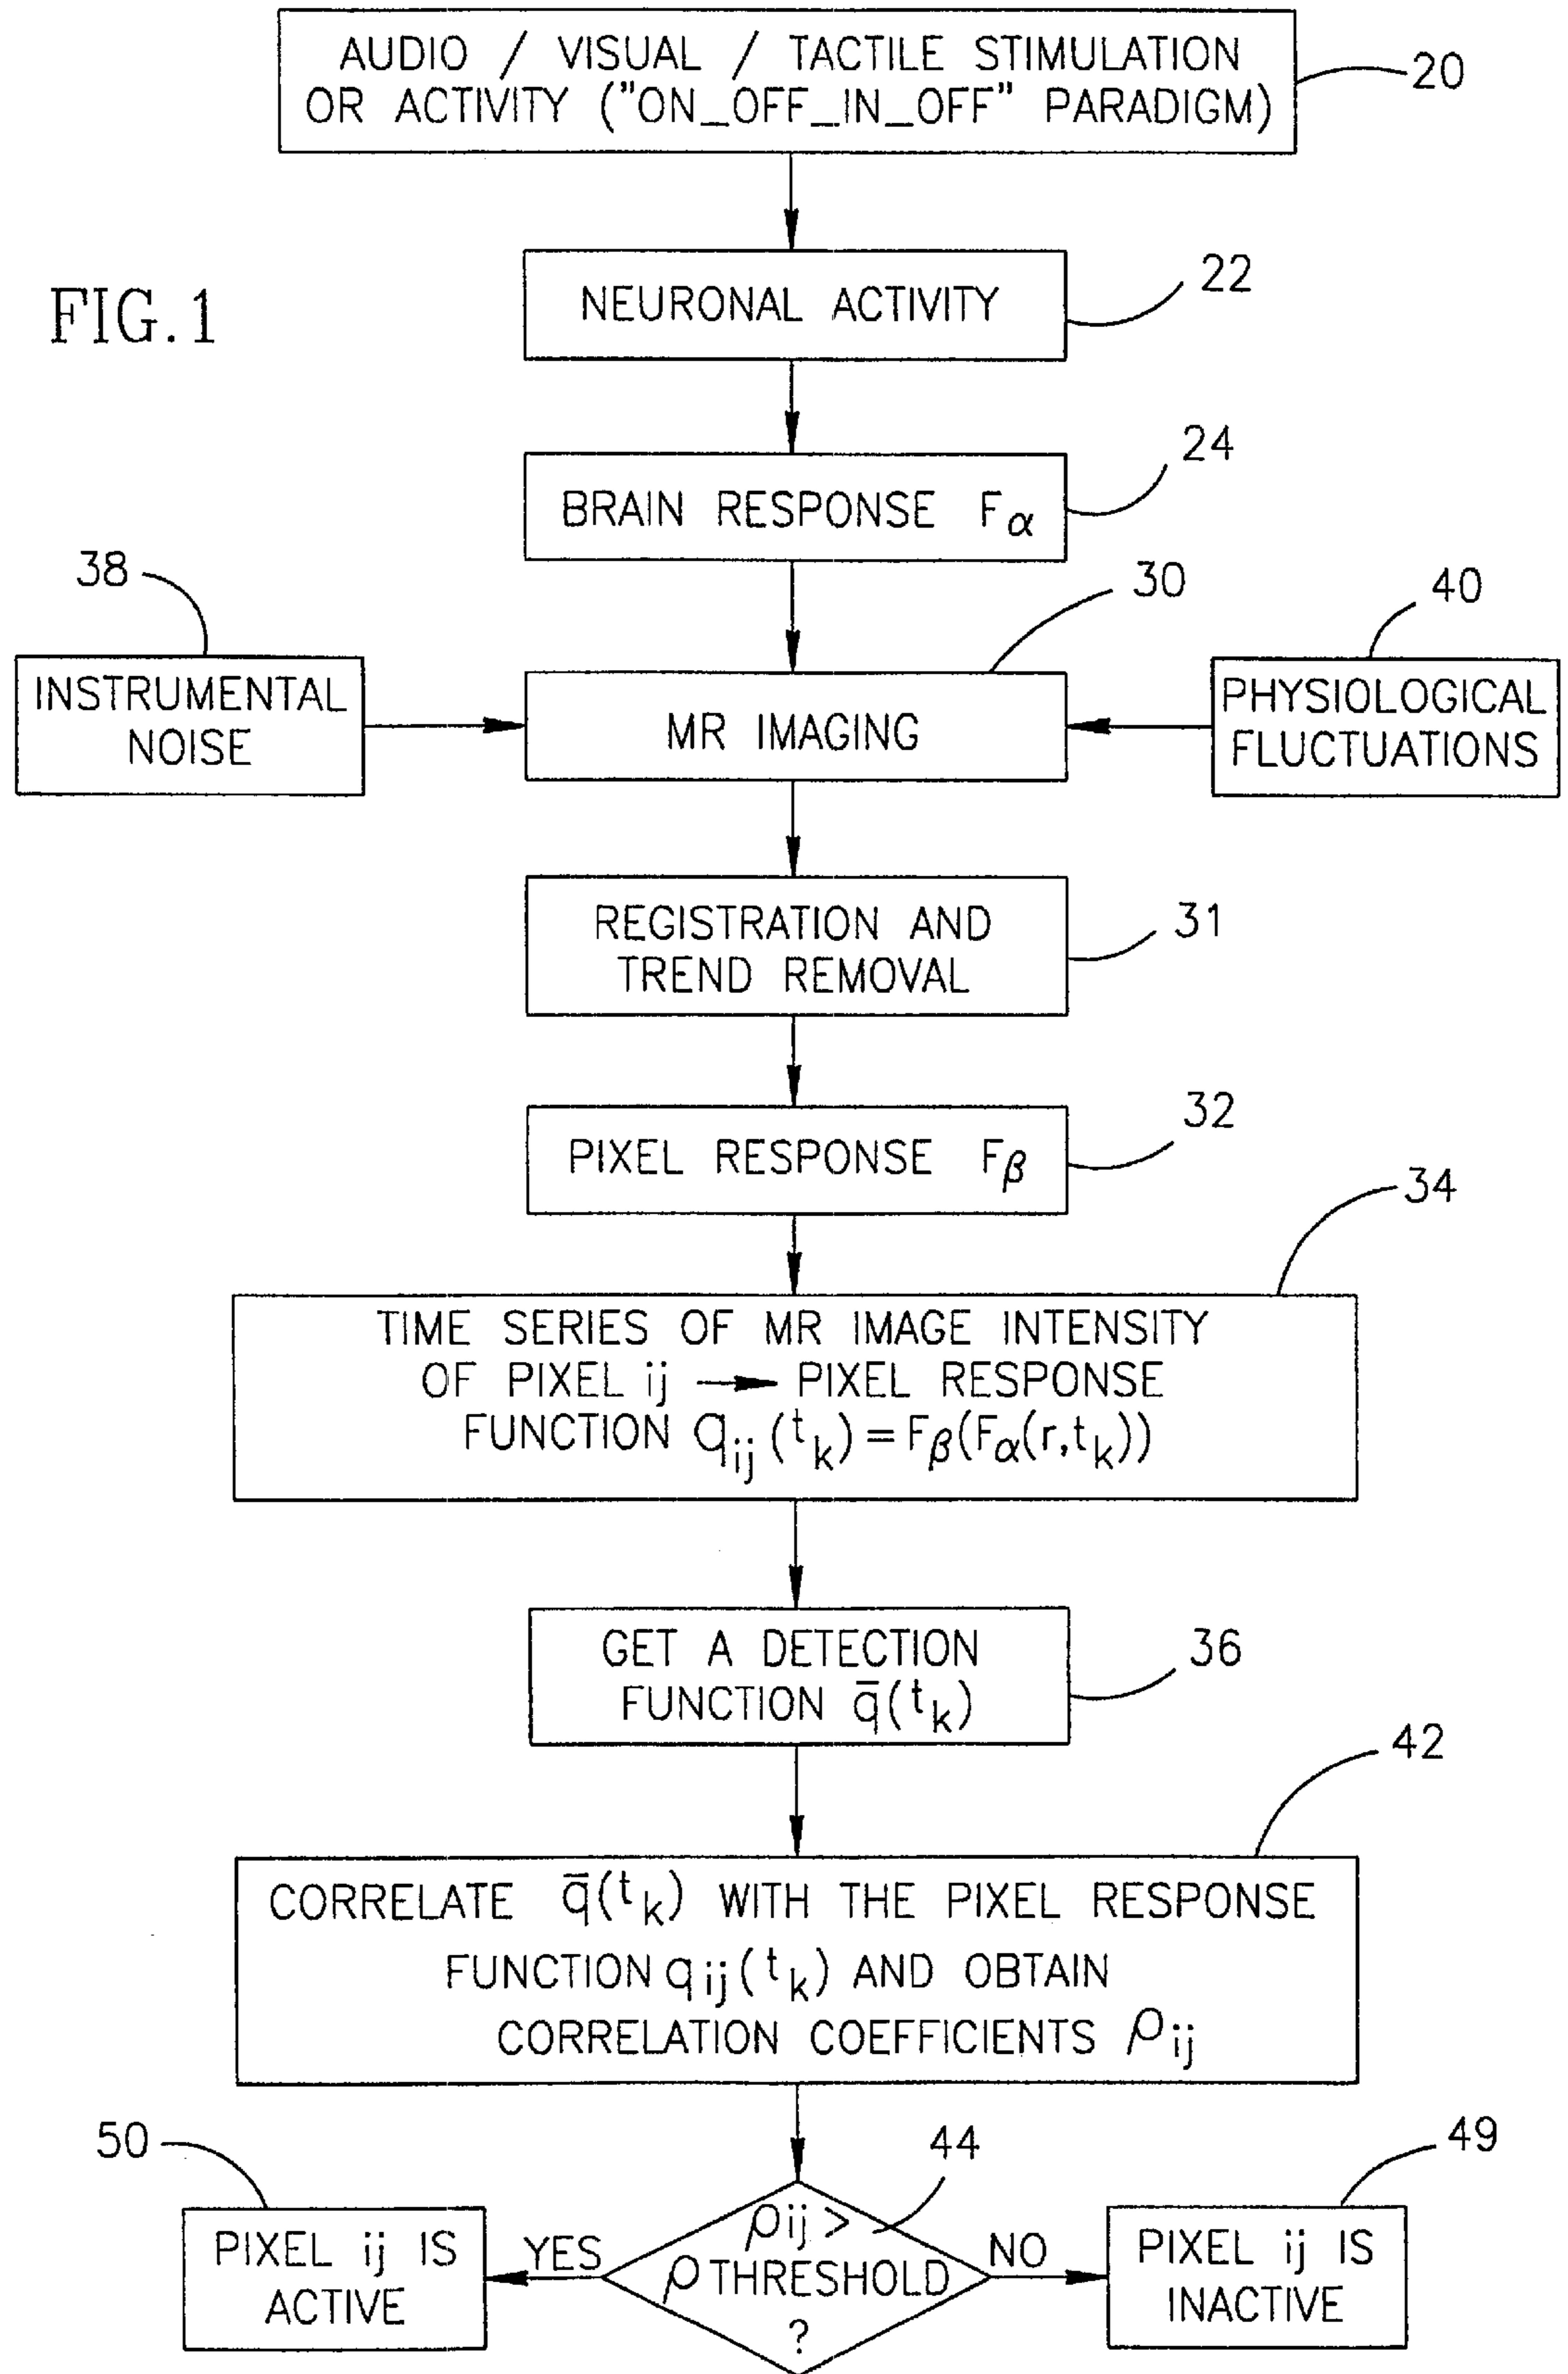 AUDIO / VISUAL / TACTILE STIMULATION
OR ACTIVITY ("ON_OFF_IN_OFF" PARADIGM)
20
FIG.1
NEURONAL ACTIVITY
22
BRAIN RESPONSE Fα
24
38
30
40
INSTRUMENTAL
NOISE
MR IMAGING
PHYSIOLOGICAL
FLUCTUATIONS
REGISTRATION AND
TREND REMOVAL
31
PIXEL RESPONSE Fβ
32
34
TIME SERIES OF MR IMAGE INTENSITY
OF PIXEL ij → PIXEL RESPONSE
FUNCTION qij(tk)=Fβ(Fα(r,tk))
GET A DETECTION
FUNCTION q̄(tk)
36
42
CORRELATE q̄(tk) WITH THE PIXEL RESPONSE
FUNCTION qij(tk) AND OBTAIN
CORRELATION COEFFICIENTS ρij
50
44
49
PIXEL ij IS
ACTIVE
YES
ρij >
ρ THRESHOLD
?
NO
PIXEL ij IS
INACTIVE